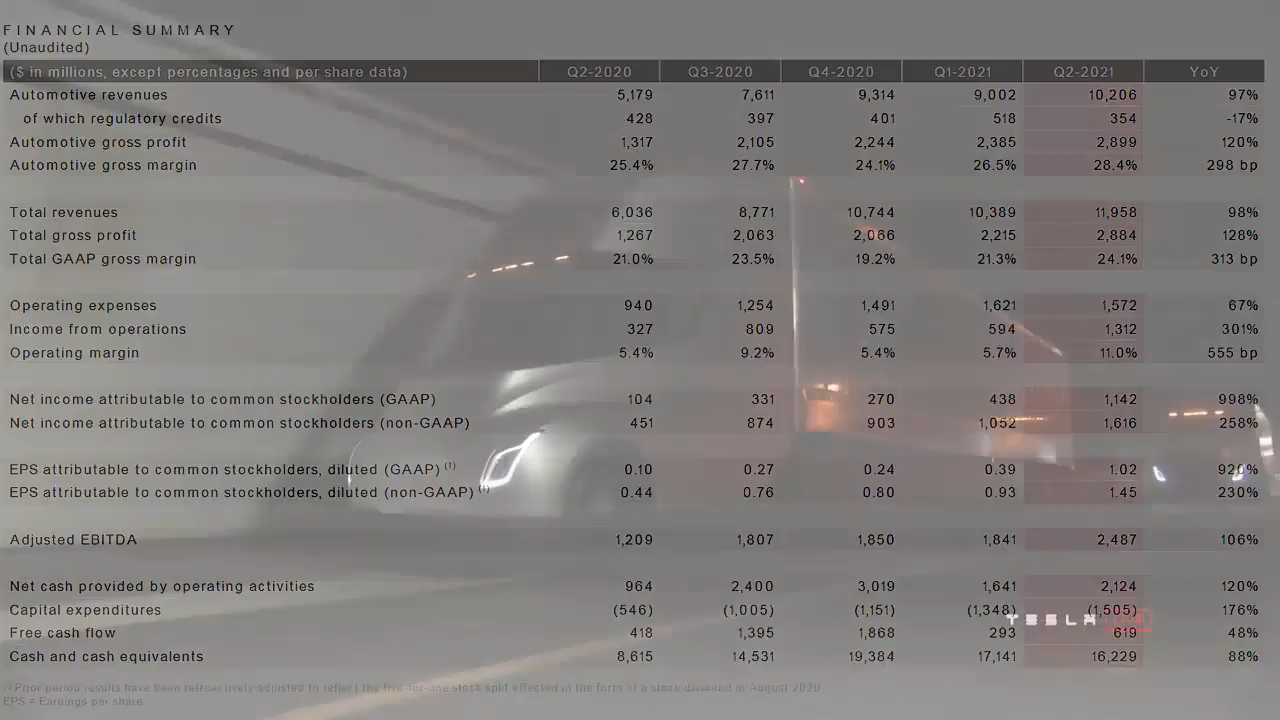 FINANCIAL SUMMARY
(Unaudited)
($ in millions, except percentages and per share data) Q2-2020 Q3-2020 Q4-2020 Q1-2021 Q2-2021 YoY
Automotive revenues 5,179 7,611 9,314 9,002 10,206 97%
of which regulatory credits 428 397 401 518 354 -17%
Automotive gross profit 1,317 2,105 2,244 2,385 2,899 120%
Automotive gross margin 25.4% 27.7% 24.1% 26.5% 28.4% 298 bp
Total revenues 6,036 8,771 10,744 10,389 11,958 98%
Total gross profit 1,267 2,063 2,066 2,215 2,884 128%
Total GAAP gross margin 21.0% 23.5% 19.2% 21.3% 24.1% 313 bp
Operating expenses 940 1,254 1,491 1,621 1,572 67%
Income from operations 327 809 575 594 1,312 301%
Operating margin 5.4% 9.2% 5.4% 5.7% 11.0% 555 bp
Net income attributable to common stockholders (GAAP) 104 331 270 438 1,142 998%
Net income attributable to common stockholders (non-GAAP) 451 874 903 1,052 1,616 258%
EPS attributable to common stockholders, diluted (GAAP) (1) 0.10 0.27 0.24 0.39 1.02 920%
EPS attributable to common stockholders, diluted (non-GAAP) (1) 0.44 0.76 0.80 0.93 1.45 230%
Adjusted EBITDA 1,209 1,807 1,850 1,841 2,487 106%
Net cash provided by operating activities 964 2,400 3,019 1,641 2,124 120%
Capital expenditures (546) (1,005) (1,151) (1,348) (1,505) 176%
TESLA
Free cash flow 418 1,395 1,868 293 619 48%
Cash and cash equivalents 8,615 14,531 19,384 17,141 16,229 88%
(1) Prior period results have been retroactively adjusted to reflect the five-for-one stock split effected in the form of a stock dividend in August 2020.
EPS = Earnings per share